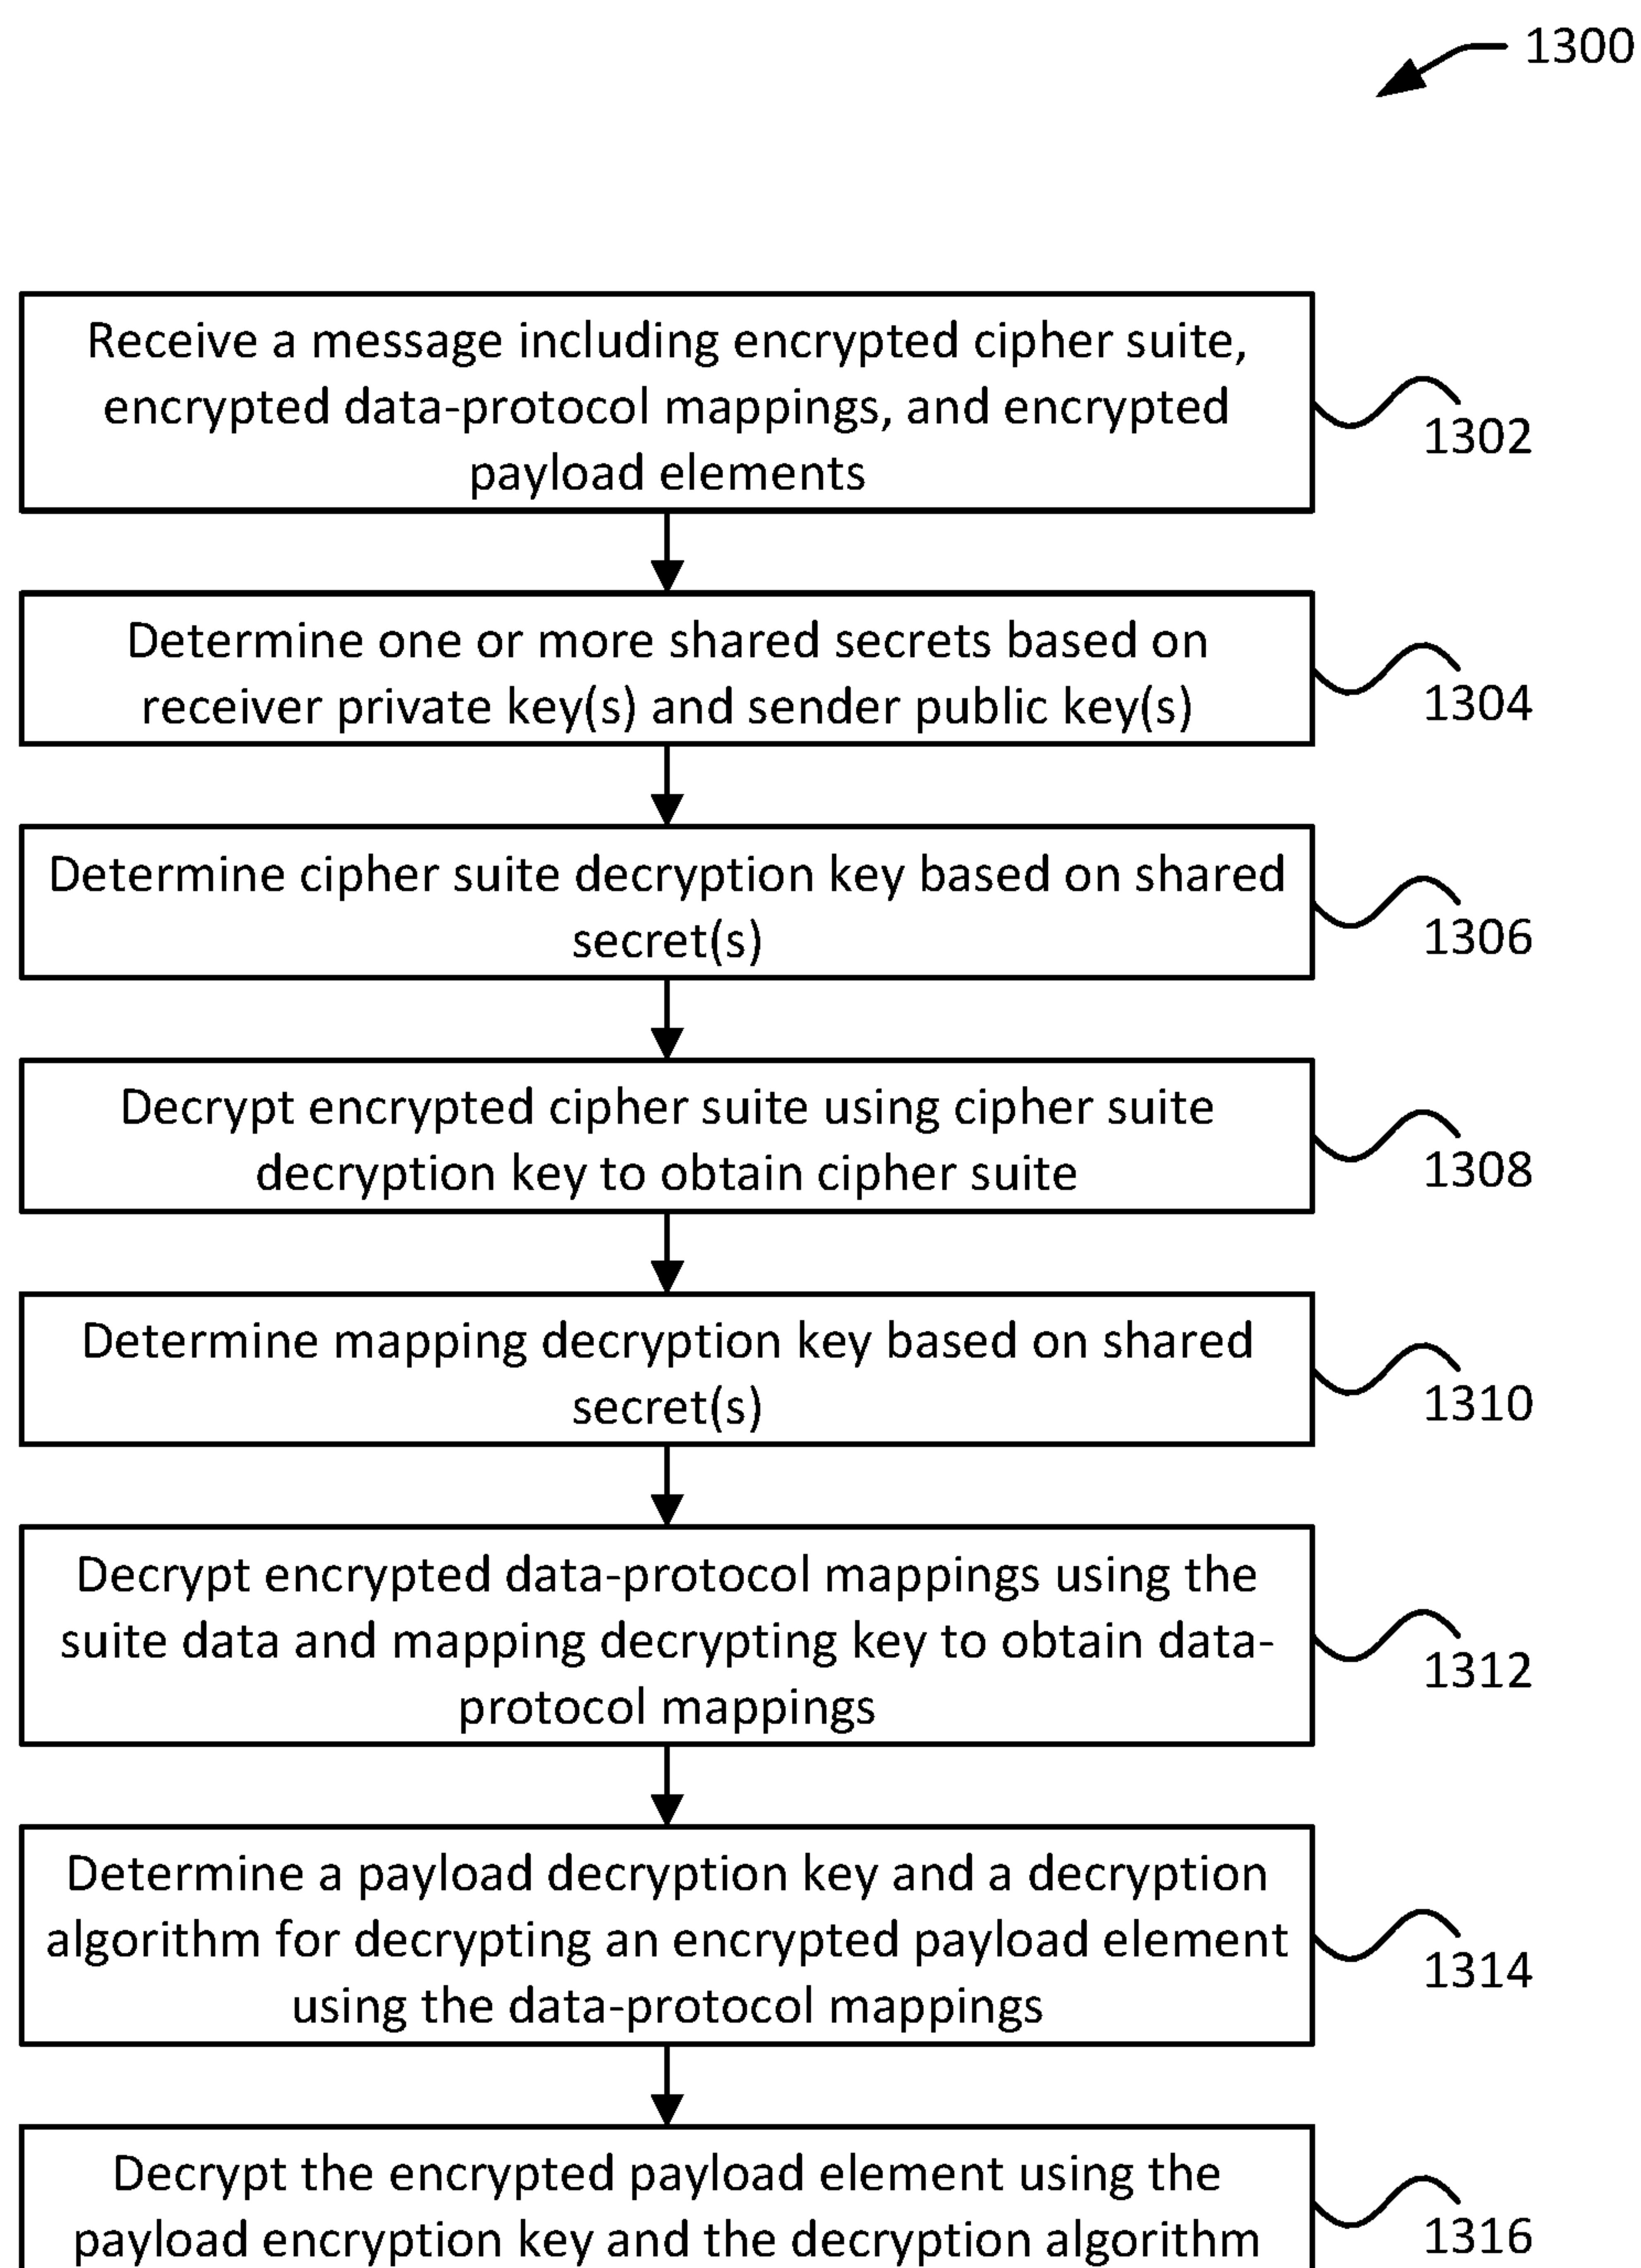 1300
Receive a message including encrypted cipher suite,
encrypted data-protocol mappings, and encrypted
payload elements
1302
Determine one or more shared secrets based on
receiver private key(s) and sender public key(s)
1304
Determine cipher suite decryption key based on shared
secret(s)
1306
Decrypt encrypted cipher suite using cipher suite
decryption key to obtain cipher suite
1308
Determine mapping decryption key based on shared
secret(s)
1310
Decrypt encrypted data-protocol mappings using the
suite data and mapping decrypting key to obtain data-
protocol mappings
1312
Determine a payload decryption key and a decryption
algorithm for decrypting an encrypted payload element
using the data-protocol mappings
1314
Decrypt the encrypted payload element using the
payload encryption key and the decryption algorithm
1316